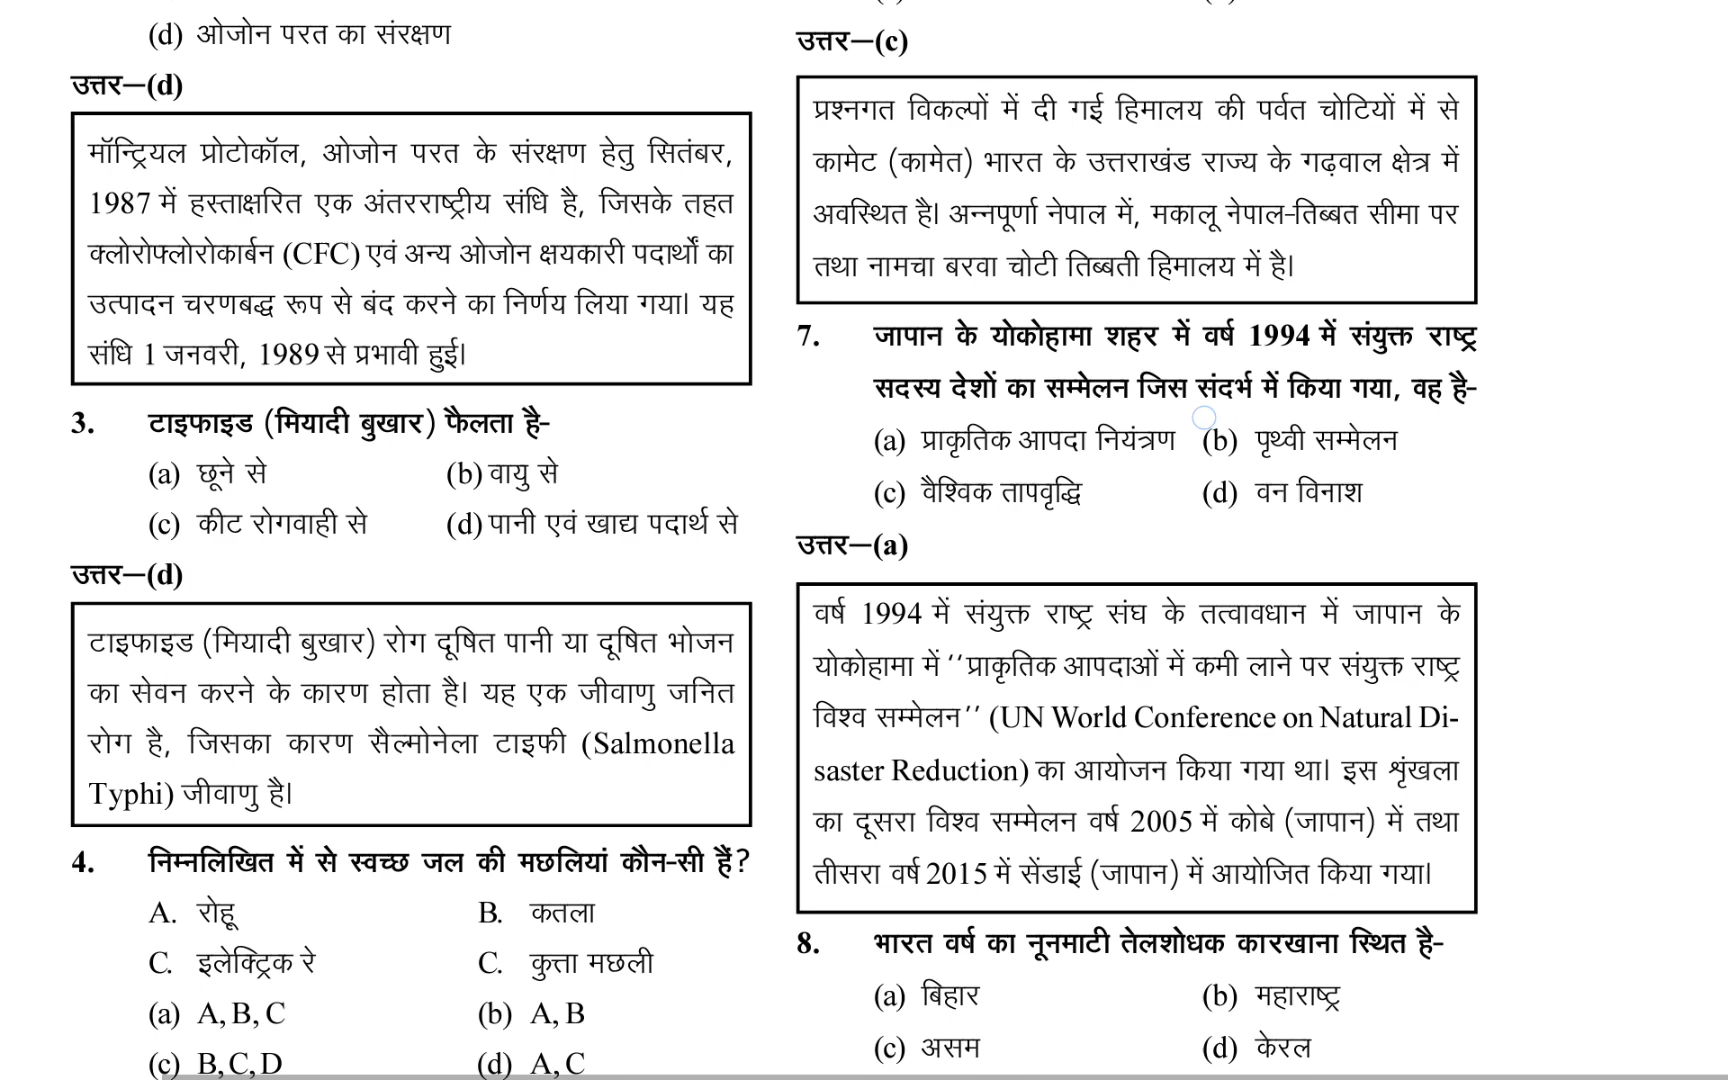 (d) ओजोन परत का संरक्षण
उत्तर—(d)
मॉन्ट्रियल प्रोटोकॉल, ओजोन परत के संरक्षण हेतु सितंबर,
1987 में हस्ताक्षरित एक अंतरराष्ट्रीय संधि है, जिसके तहत
क्लोरोफ्लोरोकार्बन (CFC) एवं अन्य ओजोन क्षयकारी पदार्थों का
उत्पादन चरणबद्ध रूप से बंद करने का निर्णय लिया गया। यह
संधि 1 जनवरी, 1989 से प्रभावी हुई।
3. टाइफाइड (मियादी बुखार) फैलता है-
(a) छूने से (b) वायु से
(c) कीट रोगवाही से (d) पानी एवं खाद्य पदार्थ से
उत्तर—(d)
टाइफाइड (मियादी बुखार) रोग दूषित पानी या दूषित भोजन
का सेवन करने के कारण होता है। यह एक जीवाणु जनित
रोग है, जिसका कारण सैल्मोनेला टाइफी (Salmonella
Typhi) जीवाणु है।
4. निम्नलिखित में से स्वच्छ जल की मछलियां कौन-सी हैं?
A. रोहू B. कतला
C. इलेक्ट्रिक रे C. कुत्ता मछली
(a) A, B, C (b) A, B
(c) B, C, D (d) A, C
उत्तर—(c)
प्रश्नगत विकल्पों में दी गई हिमालय की पर्वत चोटियों में से
कामेट (कामेत) भारत के उत्तराखंड राज्य के गढ़वाल क्षेत्र में
अवस्थित है। अन्नपूर्णा नेपाल में, मकालू नेपाल-तिब्बत सीमा पर
तथा नामचा बरवा चोटी तिब्बती हिमालय में है।
7. जापान के योकोहामा शहर में वर्ष 1994 में संयुक्त राष्ट्र
सदस्य देशों का सम्मेलन जिस संदर्भ में किया गया, वह है-
(a) प्राकृतिक आपदा नियंत्रण (b) पृथ्वी सम्मेलन
(c) वैश्विक तापवृद्धि (d) वन विनाश
उत्तर—(a)
वर्ष 1994 में संयुक्त राष्ट्र संघ के तत्वावधान में जापान के
योकोहामा में ''प्राकृतिक आपदाओं में कमी लाने पर संयुक्त राष्ट्र
विश्व सम्मेलन'' (UN World Conference on Natural Di-
saster Reduction) का आयोजन किया गया था। इस शृंखला
का दूसरा विश्व सम्मेलन वर्ष 2005 में कोबे (जापान) में तथा
तीसरा वर्ष 2015 में सेंडाई (जापान) में आयोजित किया गया।
8. भारत वर्ष का नूनमाटी तेलशोधक कारखाना स्थित है-
(a) बिहार (b) महाराष्ट्र
(c) असम (d) केरल